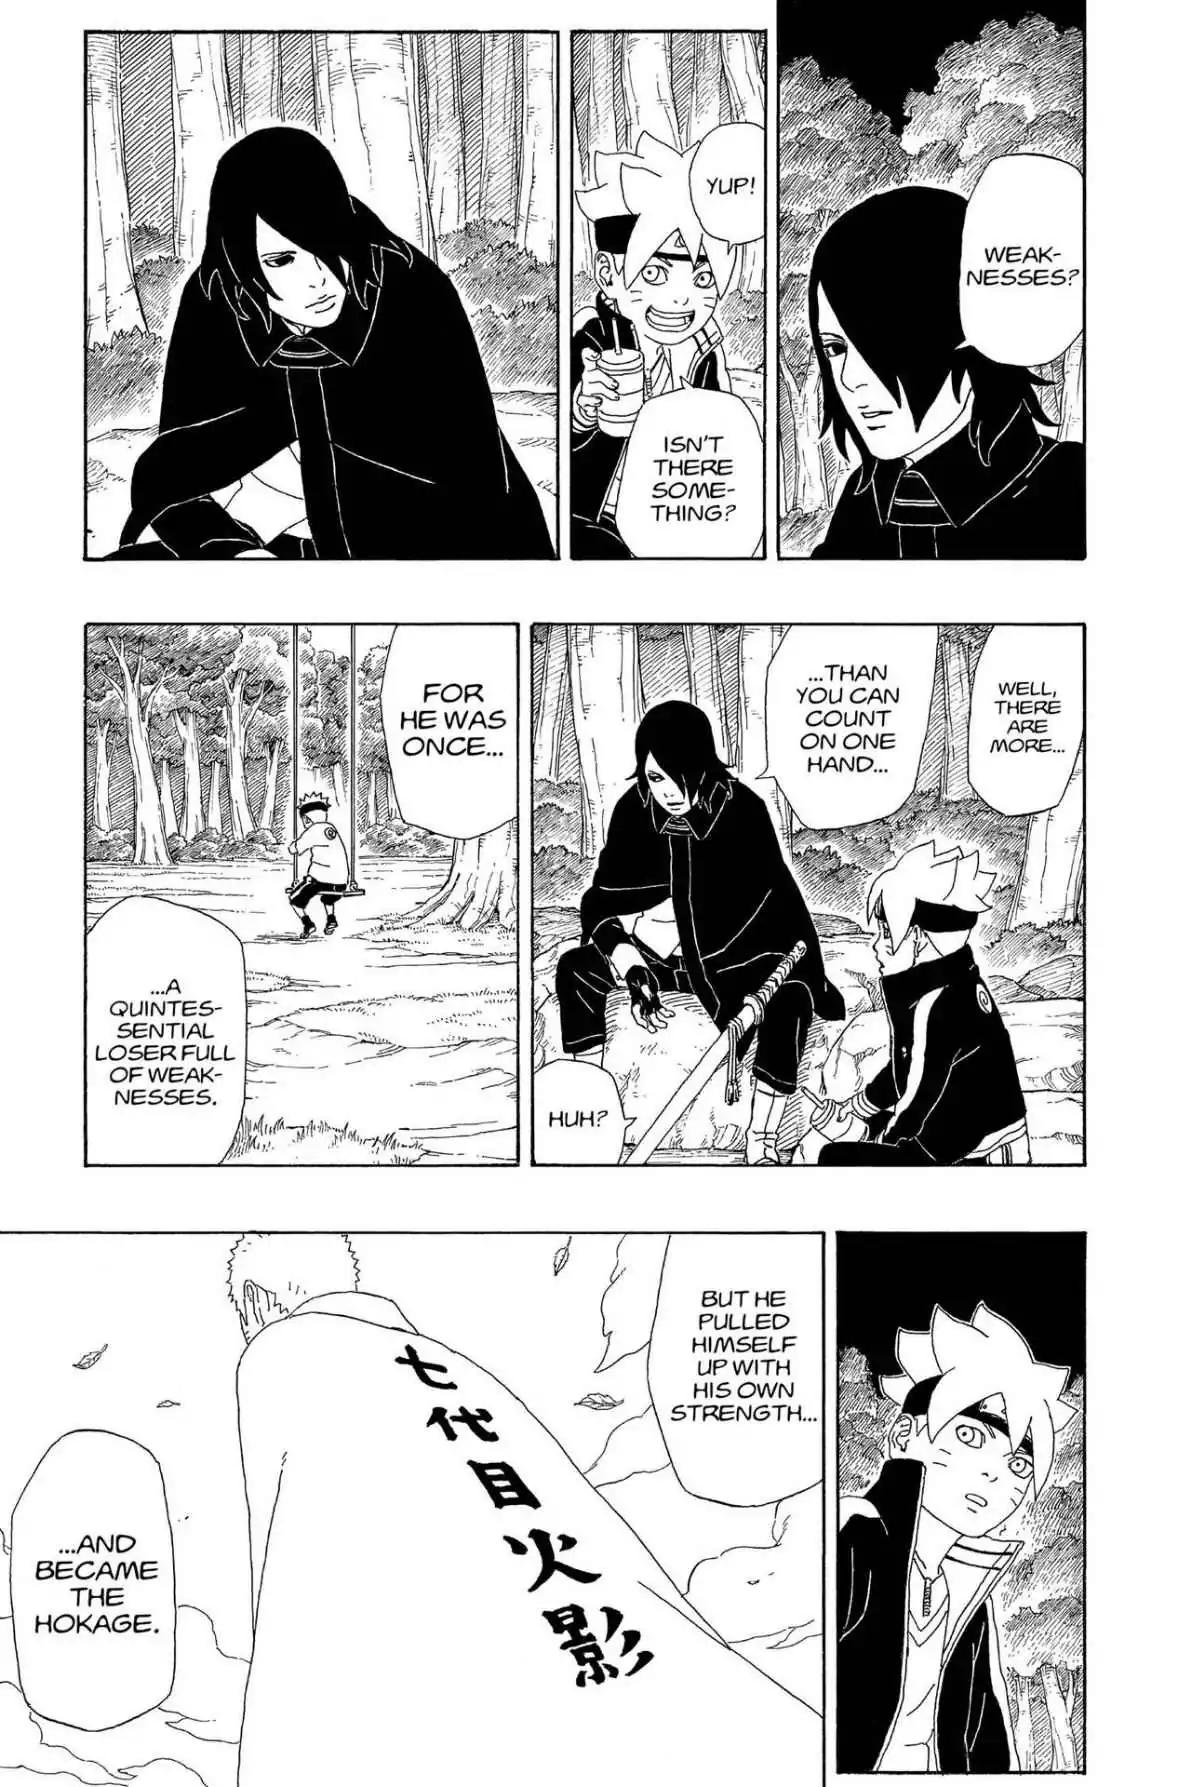 WEAK-
NESSES?
YUP!
ISN'T
THERE
SOME-
THING?
WELL,
THERE
ARE
MORE...
...THAN
YOU CAN
COUNT
ON ONE
HAND...
HUH?
FOR
HE WAS
ONCE...
...A
QUINTES-
SENTIAL
LOSER FULL
OF WEAK-
NESSES.
BUT HE
PULLED
HIMSELF
UP WITH
HIS OWN
STRENGTH...
七代目火影
...AND
BECAME
THE
HOKAGE.